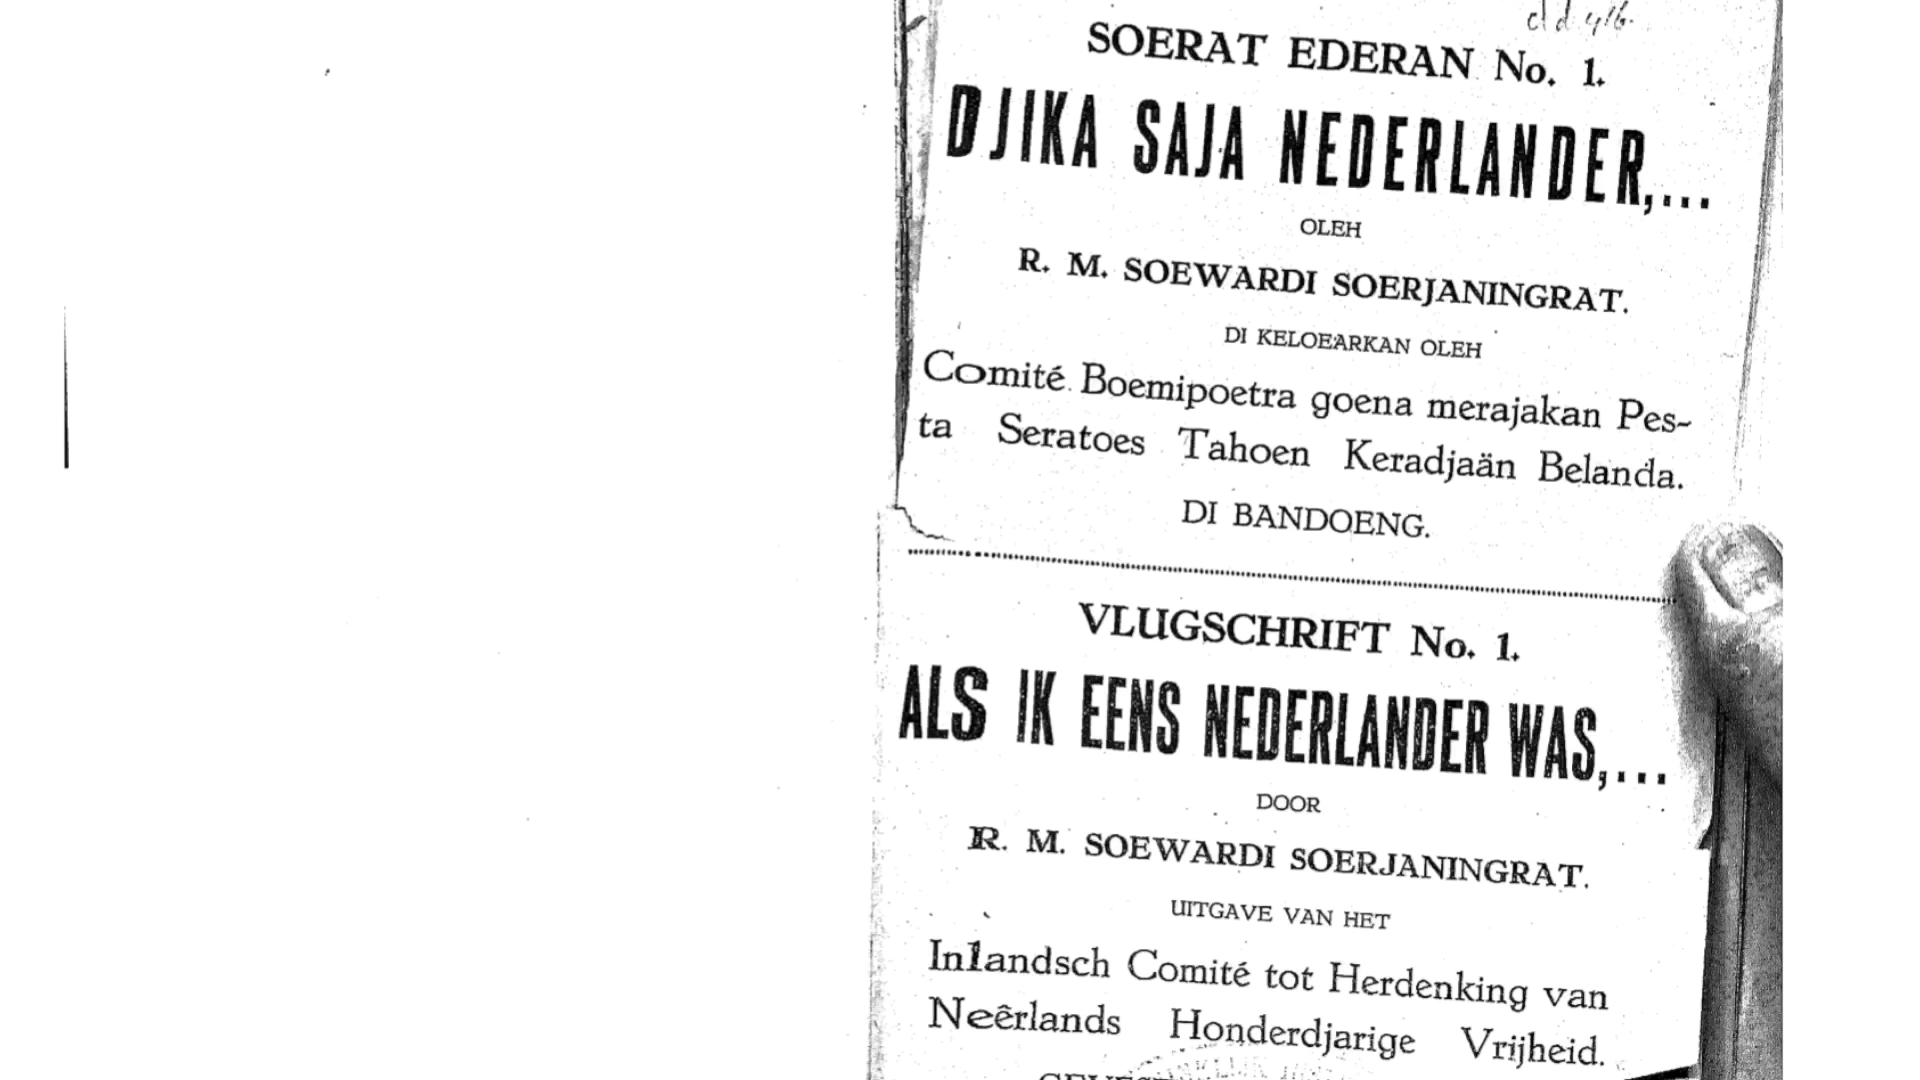 SOERAT EDERAN No. 1.
DJIKA SAJA NEDERLANDER,...
OLEH
R. M. SOEWARDI SOERJANINGRAT.
DI KELOEARKAN OLEH
Comité Boemipoetra goena merajakan Pes-
ta Seratoes Tahoen Keradjaän Belanda.
DI BANDOENG.
VLUGSCHRIFT No. 1.
ALS IK EENS NEDERLANDER WAS,...
DOOR
R. M. SOEWARDI SOERJANINGRAT.
UITGAVE VAN HET
Inlandsch Comité tot Herdenking van
Neêrlands Honderdjarige Vrijheid.